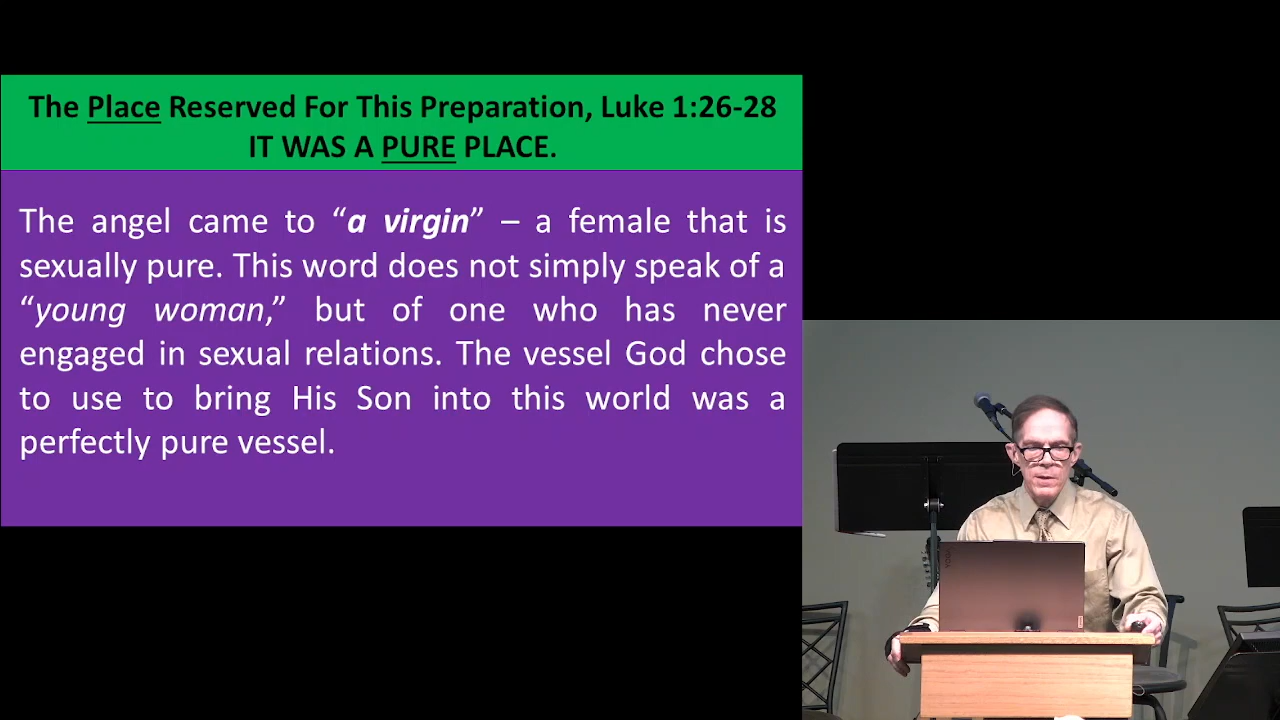 The Place Reserved For This Preparation, Luke 1:26-28
IT WAS A PURE PLACE.
The angel came to “a virgin” – a female that is
sexually pure. This word does not simply speak of a
“young woman,” but of one who has never
engaged in sexual relations. The vessel God chose
to use to bring His Son into this world was a
perfectly pure vessel.